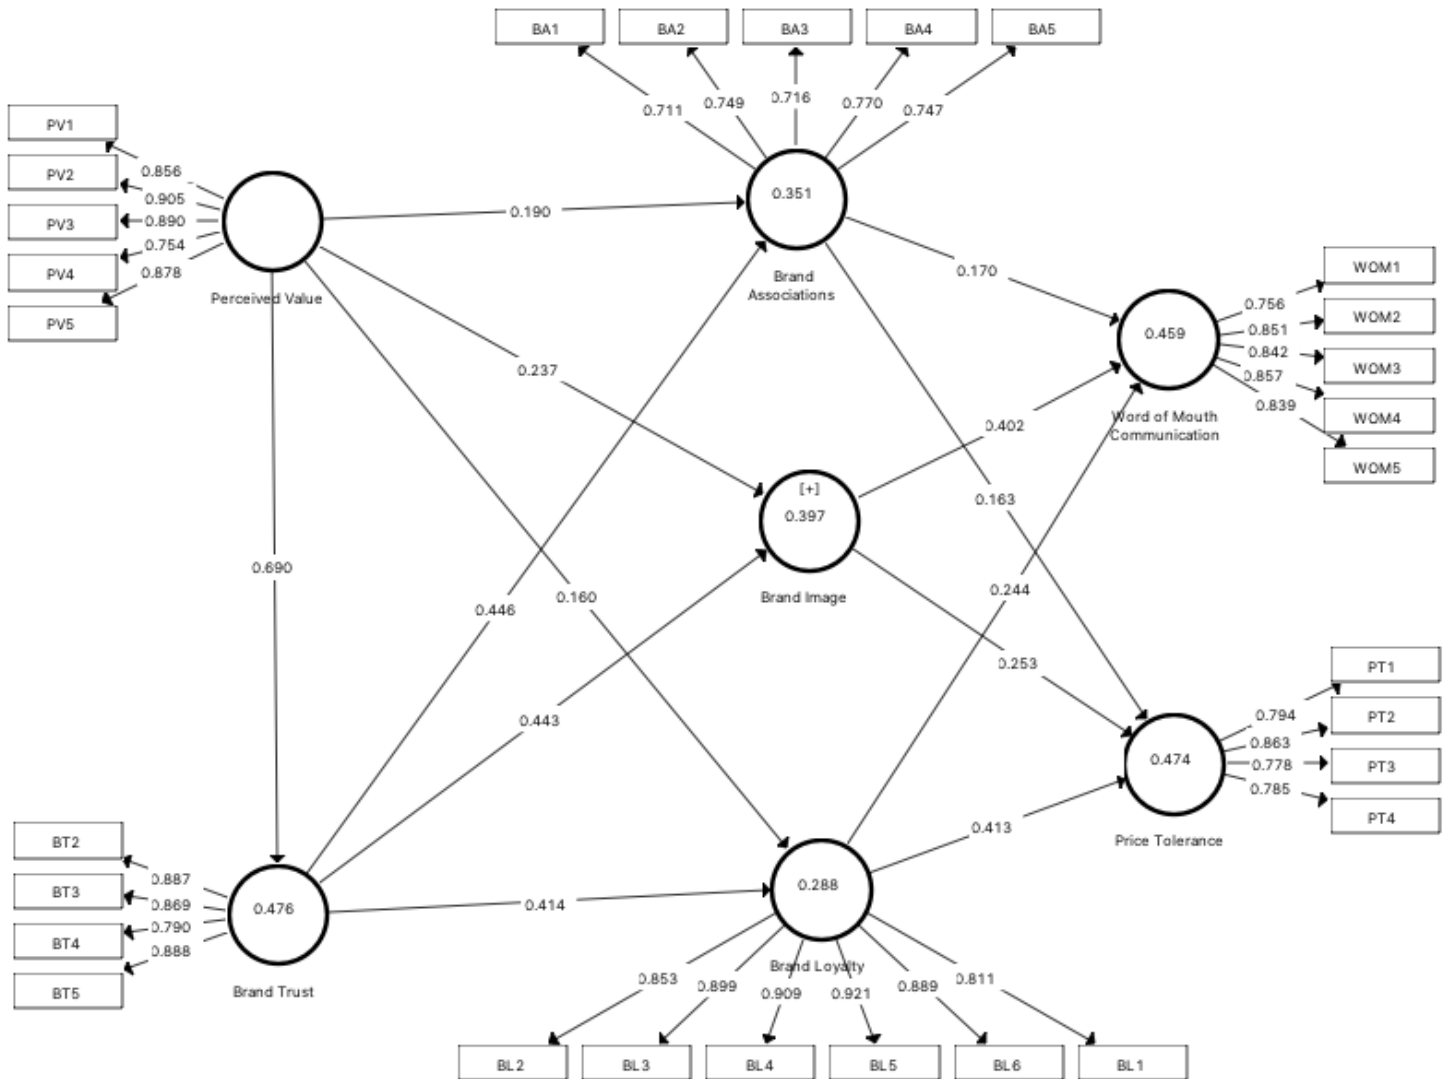 BA1
BA2
BA3
BA4
BA5
0.711
0.749
0.716
0.770
0.747
PV1
PV2
PV3
PV4
PV5
0.856
0.905
0.890
0.754
0.878
Perceived Value
0.190
0.351
Brand
Associations
0.170
0.237
0.459
Word of Mouth
Communication
WOM1
WOM2
WOM3
WOM4
WOM5
0.756
0.851
0.842
0.857
0.839
0.402
[+]
0.397
Brand Image
0.163
0.690
0.446
0.160
0.244
0.443
0.253
0.474
Price Tolerance
PT1
PT2
PT3
PT4
0.794
0.863
0.778
0.785
0.413
BT2
BT3
BT4
BT5
0.887
0.869
0.790
0.888
0.476
Brand Trust
0.414
0.288
Brand Loyalty
0.853
0.899
0.909
0.921
0.889
0.811
BL2
BL3
BL4
BL5
BL6
BL1